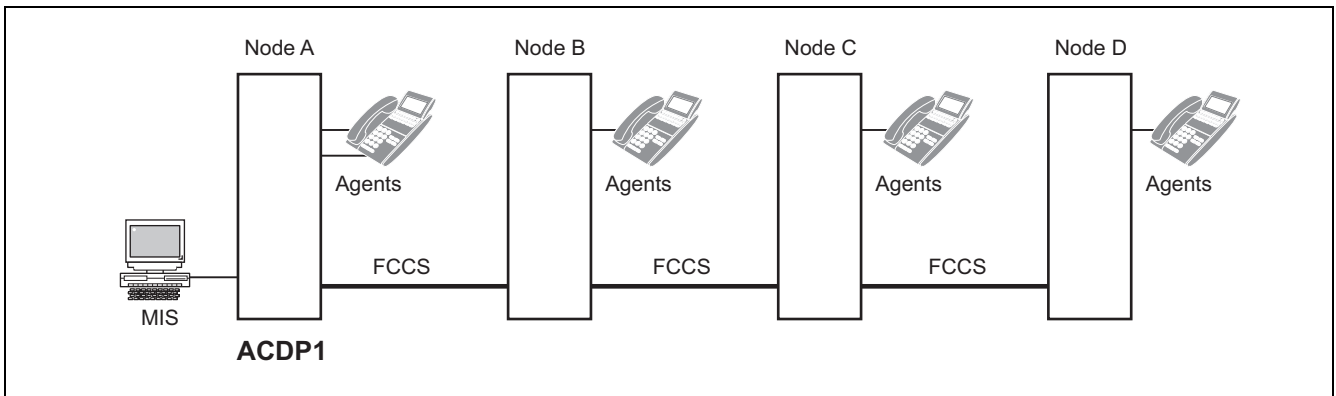 Node A
Node B
Node C
Node D
Agents
Agents
Agents
Agents
FCCS
FCCS
FCCS
MIS
ACDP1